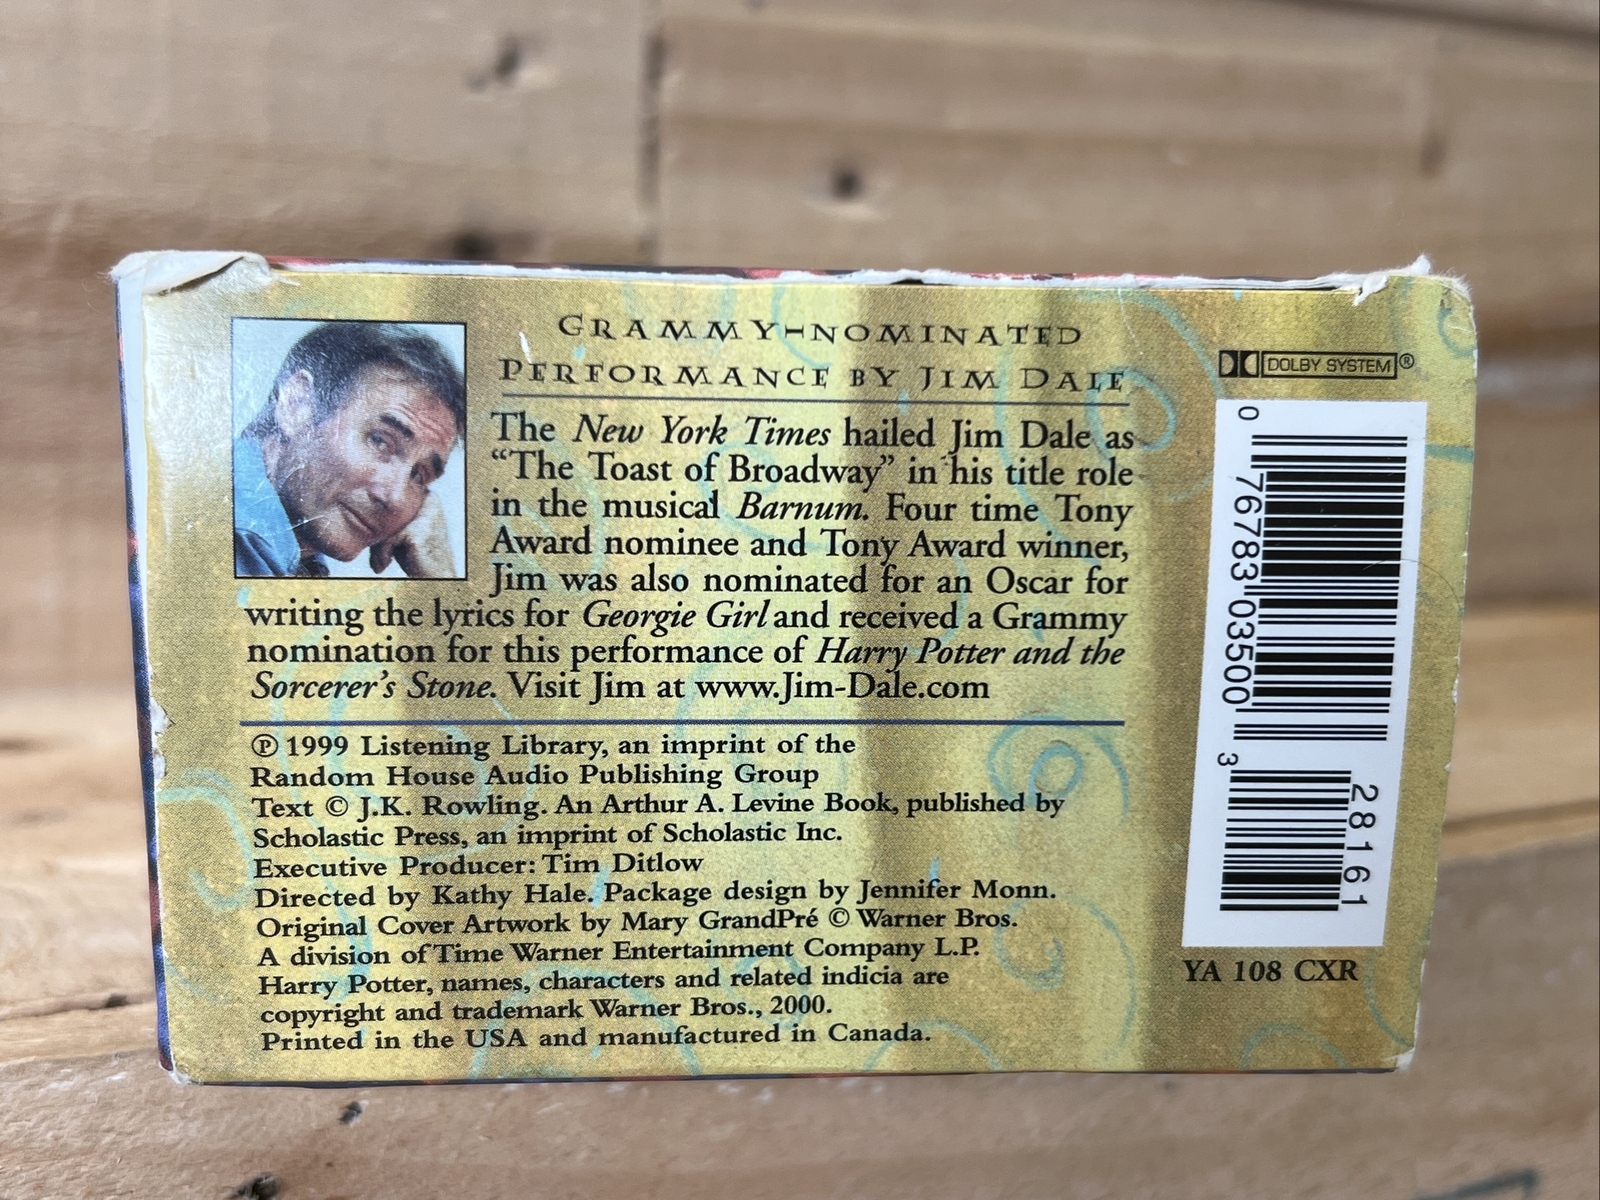 GRAMMY-NOMINATED
PERFORMANCE BY JIM DALE
The New York Times hailed Jim Dale as
“The Toast of Broadway” in his title role
in the musical Barnum. Four time Tony
Award nominee and Tony Award winner,
Jim was also nominated for an Oscar for
writing the lyrics for Georgie Girl and received a Grammy
nomination for this performance of Harry Potter and the
Sorcerer’s Stone. Visit Jim at www.Jim-Dale.com
℗ 1999 Listening Library, an imprint of the
Random House Audio Publishing Group
Text © J.K. Rowling. An Arthur A. Levine Book, published by
Scholastic Press, an imprint of Scholastic Inc.
Executive Producer: Tim Ditlow
Directed by Kathy Hale. Package design by Jennifer Monn.
Original Cover Artwork by Mary GrandPré © Warner Bros.
A division of Time Warner Entertainment Company L.P.
Harry Potter, names, characters and related indicia are
copyright and trademark Warner Bros., 2000.
Printed in the USA and manufactured in Canada.
DOLBY SYSTEM®
0 76783 03500 3
28161
YA 108 CXR